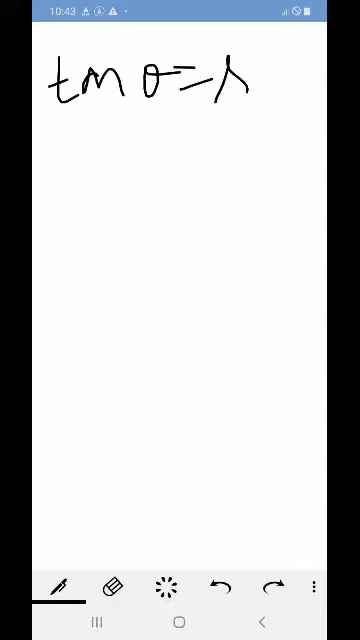 10:43
tan θ = λ